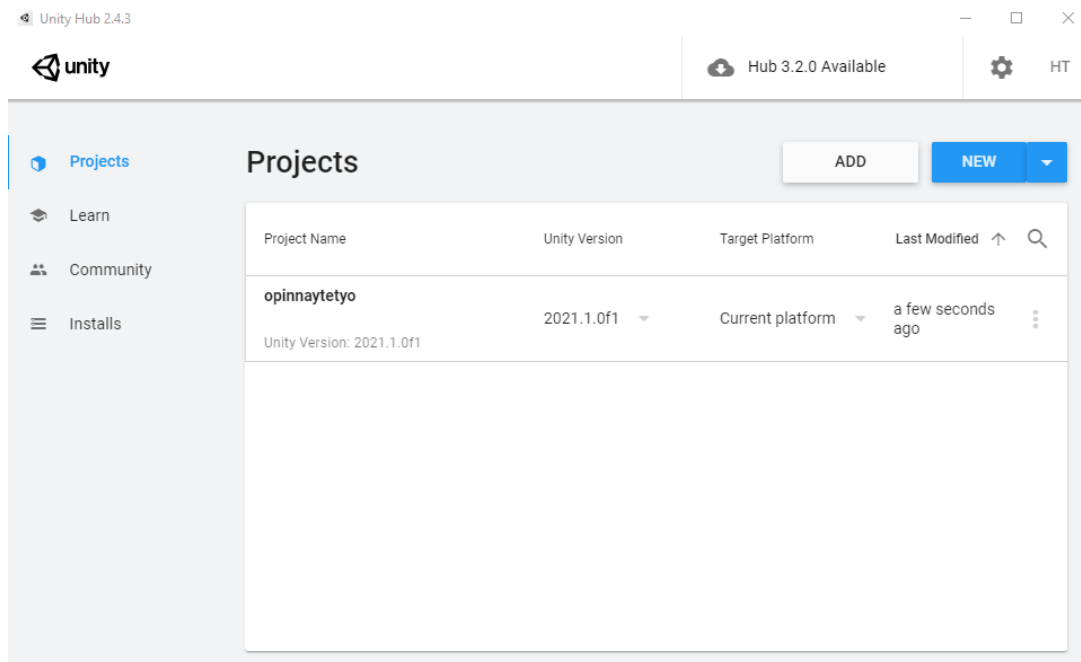 Unity Hub 2.4.3
unity
Hub 3.2.0 Available
HT
Projects
Learn
Community
Installs
Projects
ADD
NEW
Project Name
Unity Version
Target Platform
Last Modified
opinnaytetyo
Unity Version: 2021.1.0f1
2021.1.0f1
Current platform
a few seconds
ago